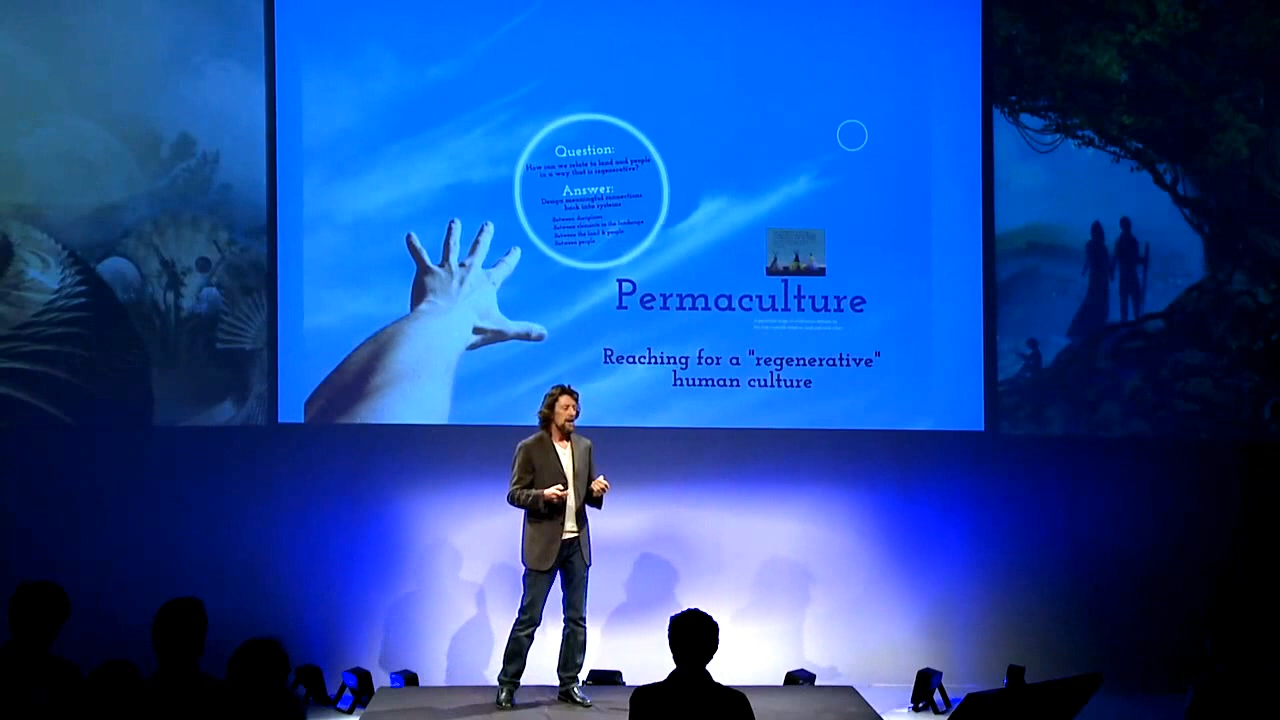 Question:
How can we relate to land and people
in a way that is regenerative?
Answer:
Design meaningful connections
back into systems
Between disciplines
Between elements in the landscape
Between the land & people
Between people
Permaculture
Reaching for a "regenerative"
human culture